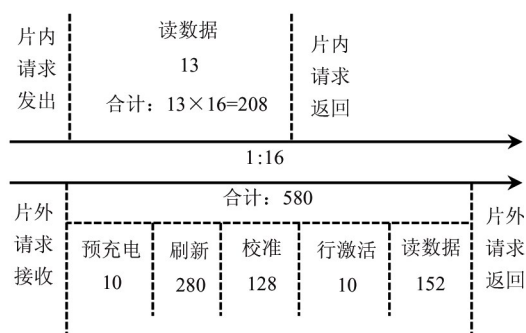 片内
请求
发出
读数据
13
合计：13×16=208
片内
请求
返回
1:16
合计：580
片外
请求
接收
预充电
10
刷新
280
校准
128
行激活
10
读数据
152
片外
请求
返回